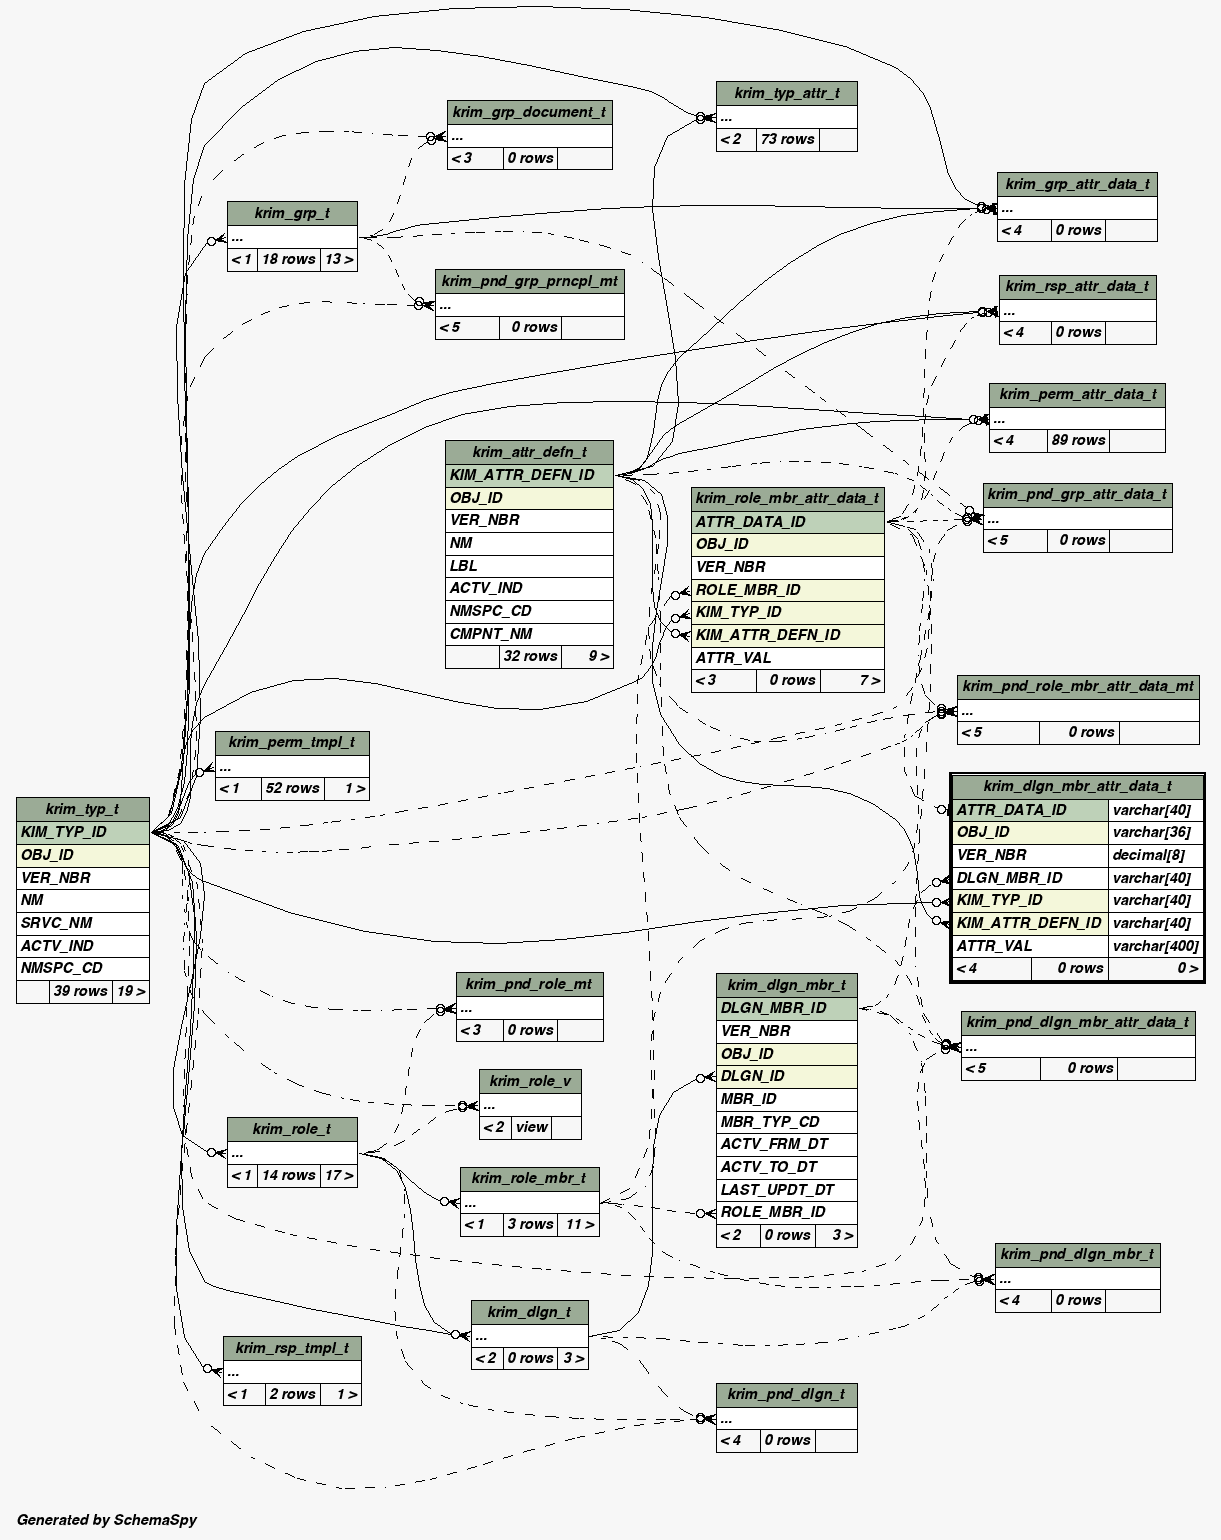 krim_typ_attr_t
...
< 2 73 rows
krim_grp_document_t
...
< 3 0 rows
krim_grp_attr_data_t
...
< 4 0 rows
krim_grp_t
...
< 1 18 rows 13 >
krim_pnd_grp_prncpl_mt
...
< 5 0 rows
krim_rsp_attr_data_t
...
< 4 0 rows
krim_perm_attr_data_t
...
< 4 89 rows
krim_attr_defn_t
KIM_ATTR_DEFN_ID
OBJ_ID
VER_NBR
NM
LBL
ACTV_IND
NMSPC_CD
CMPNT_NM
32 rows 9 >
krim_role_mbr_attr_data_t
ATTR_DATA_ID
OBJ_ID
VER_NBR
ROLE_MBR_ID
KIM_TYP_ID
KIM_ATTR_DEFN_ID
ATTR_VAL
< 3 0 rows 7 >
krim_pnd_grp_attr_data_t
...
< 5 0 rows
krim_pnd_role_mbr_attr_data_mt
...
< 5 0 rows
krim_perm_tmpl_t
...
< 1 52 rows 1 >
krim_typ_t
KIM_TYP_ID
OBJ_ID
VER_NBR
NM
SRVC_NM
ACTV_IND
NMSPC_CD
39 rows 19 >
krim_dlgn_mbr_attr_data_t
ATTR_DATA_ID varchar[40]
OBJ_ID varchar[36]
VER_NBR decimal[8]
DLGN_MBR_ID varchar[40]
KIM_TYP_ID varchar[40]
KIM_ATTR_DEFN_ID varchar[40]
ATTR_VAL varchar[400]
< 4 0 rows 0 >
krim_pnd_role_mt
...
< 3 0 rows
krim_dlgn_mbr_t
DLGN_MBR_ID
VER_NBR
OBJ_ID
DLGN_ID
MBR_ID
MBR_TYP_CD
ACTV_FRM_DT
ACTV_TO_DT
LAST_UPDT_DT
ROLE_MBR_ID
< 2 0 rows 3 >
krim_pnd_dlgn_mbr_attr_data_t
...
< 5 0 rows
krim_role_v
...
< 2 view
krim_role_t
...
< 1 14 rows 17 >
krim_role_mbr_t
...
< 1 3 rows 11 >
krim_pnd_dlgn_mbr_t
...
< 4 0 rows
krim_dlgn_t
...
< 2 0 rows 3 >
krim_rsp_tmpl_t
...
< 1 2 rows 1 >
krim_pnd_dlgn_t
...
< 4 0 rows
Generated by SchemaSpy